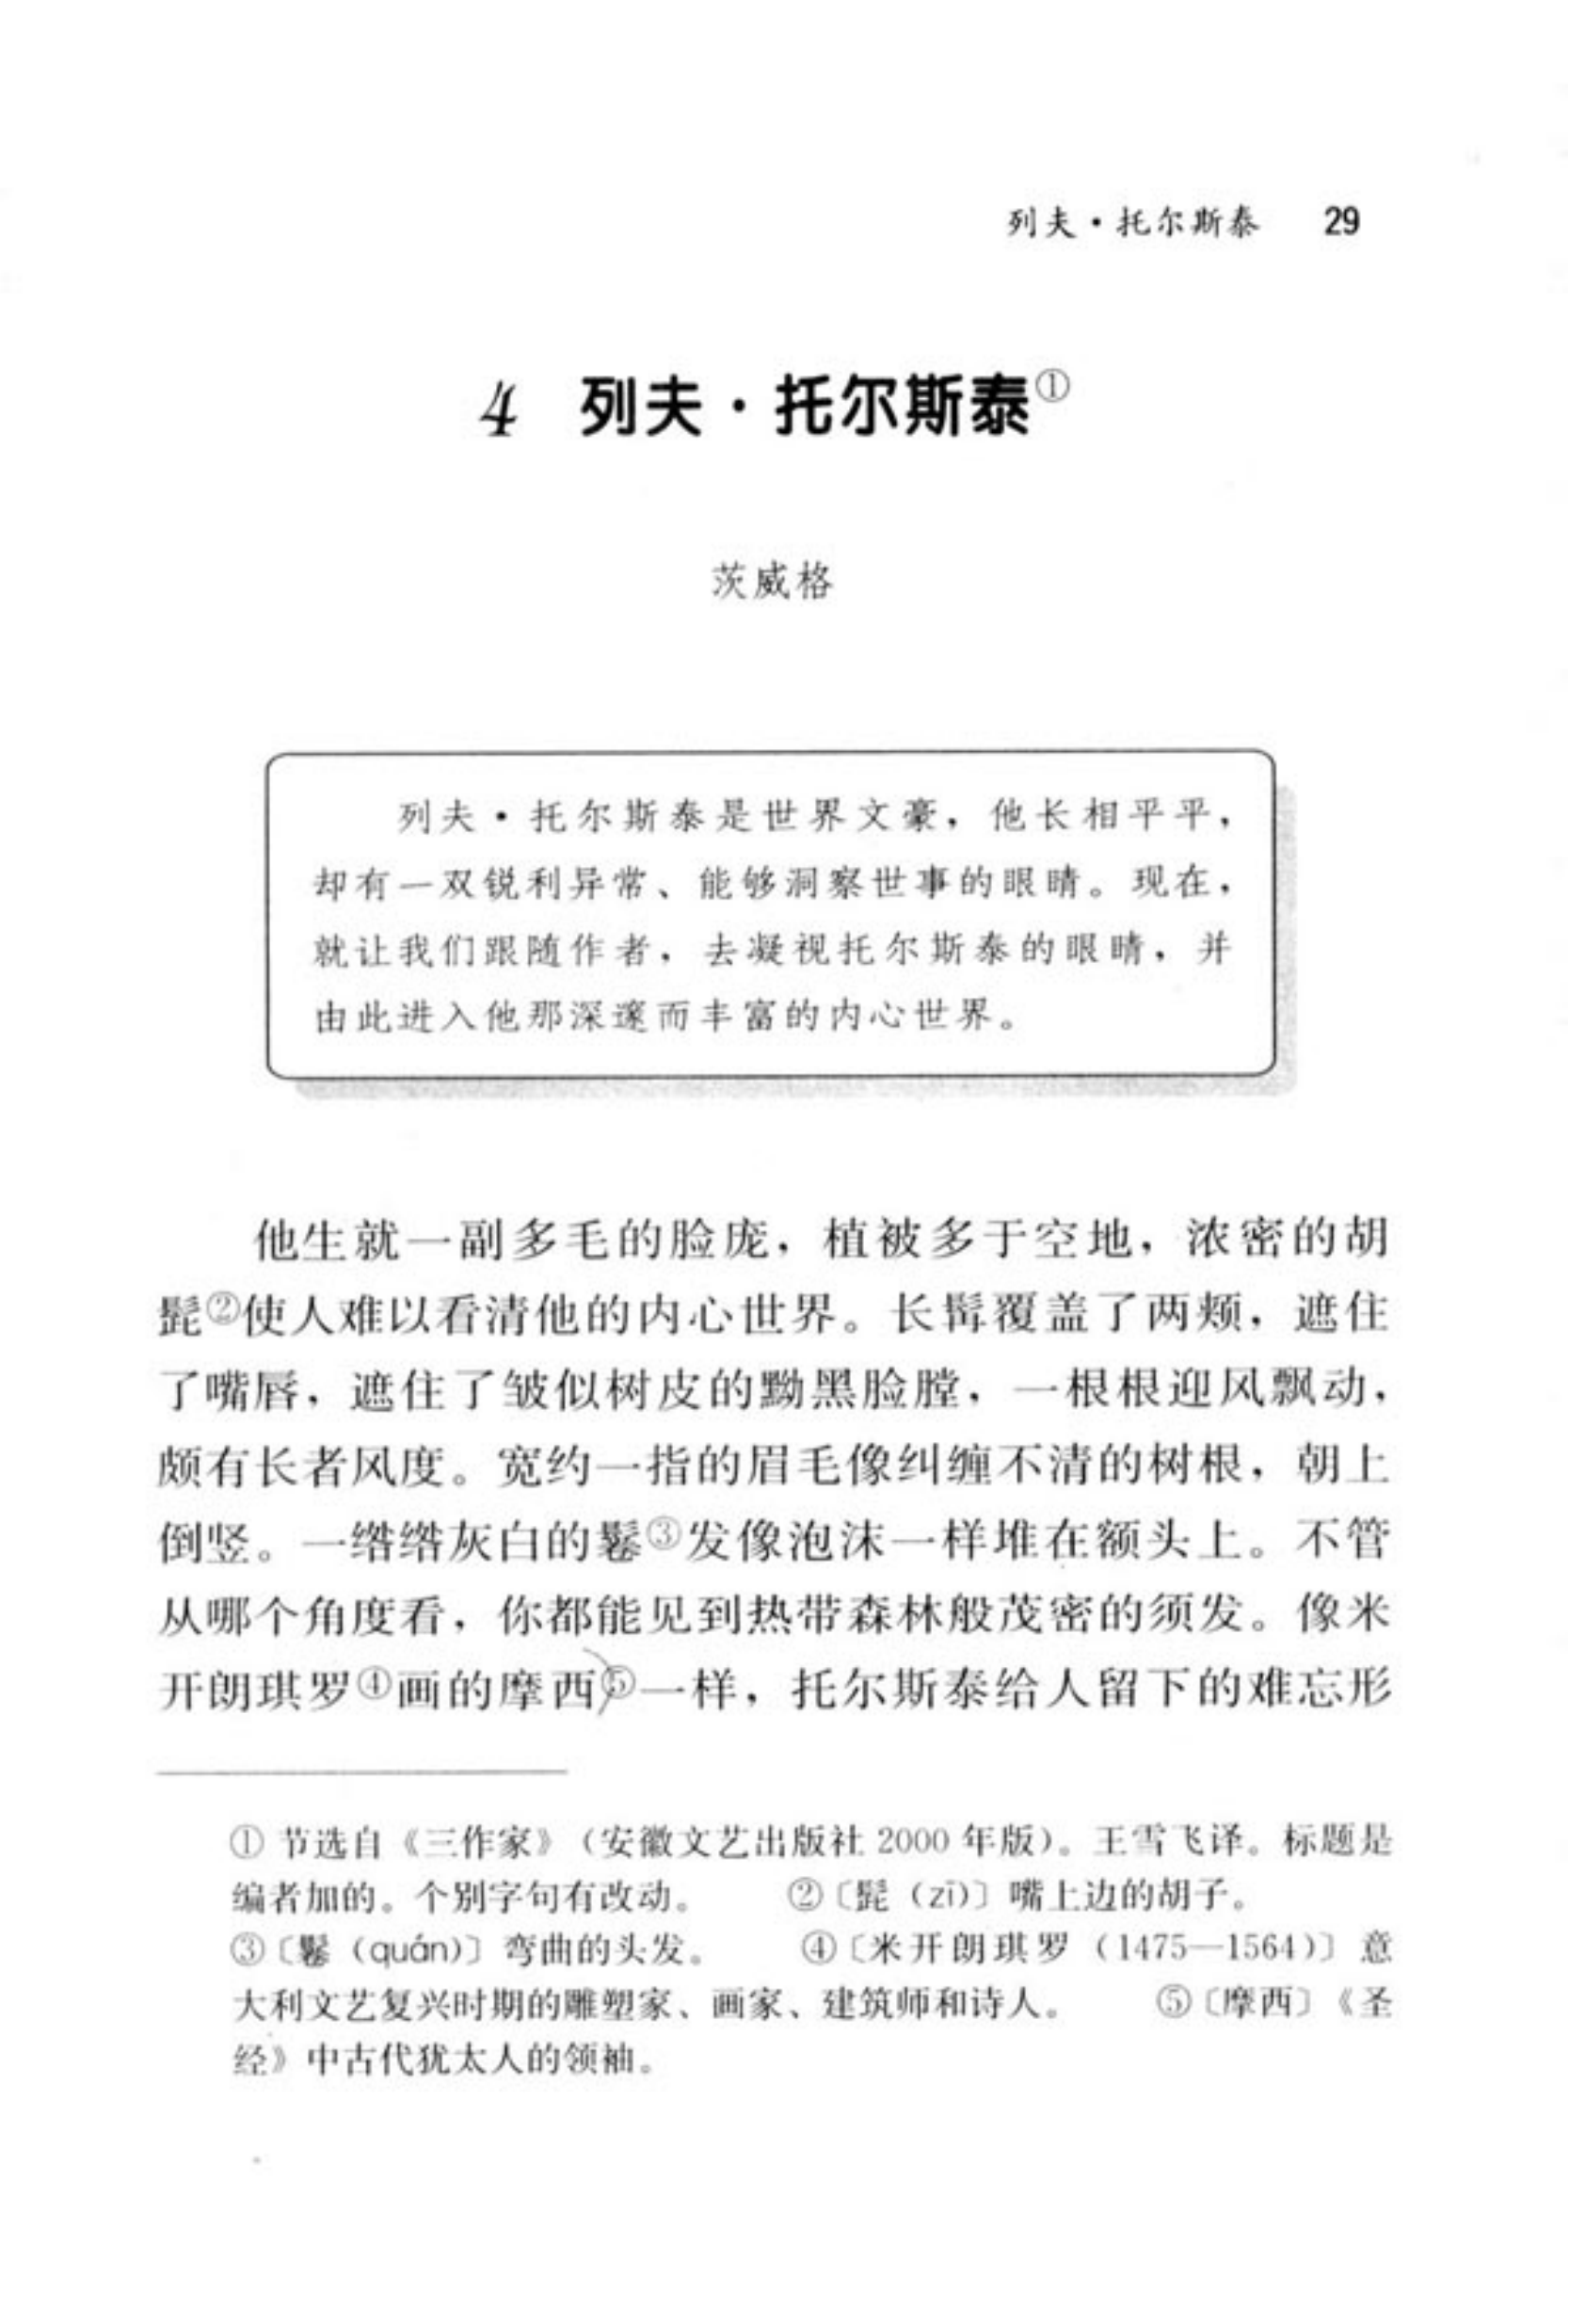 列夫·托尔斯泰 29
4 列夫·托尔斯泰①
茨威格
列夫·托尔斯泰是世界文豪，他长相平平，
却有一双锐利异常、能够洞察世事的眼睛。现在，
就让我们跟随作者，去凝视托尔斯泰的眼睛，并
由此进入他那深邃而丰富的内心世界。
他生就一副多毛的脸庞，植被多于空地，浓密的胡
髭②使人难以看清他的内心世界。长髯覆盖了两颊，遮住
了嘴唇，遮住了皱似树皮的黝黑脸膛，一根根迎风飘动，
颇有长者风度。宽约一指的眉毛像纠缠不清的树根，朝上
倒竖。一绺绺灰白的鬈③发像泡沫一样堆在额头上。不管
从哪个角度看，你都能见到热带森林般茂密的须发。像米
开朗琪罗④画的摩西⑤一样，托尔斯泰给人留下的难忘形
① 节选自《三作家》（安徽文艺出版社 2000 年版）。王雪飞译。标题是
编者加的。个别字句有改动。 ②〔髭（zī）〕嘴上边的胡子。
③〔鬈（quán）〕弯曲的头发。 ④〔米开朗琪罗（1475—1564）〕意
大利文艺复兴时期的雕塑家、画家、建筑师和诗人。 ⑤〔摩西〕《圣
经》中古代犹太人的领袖。